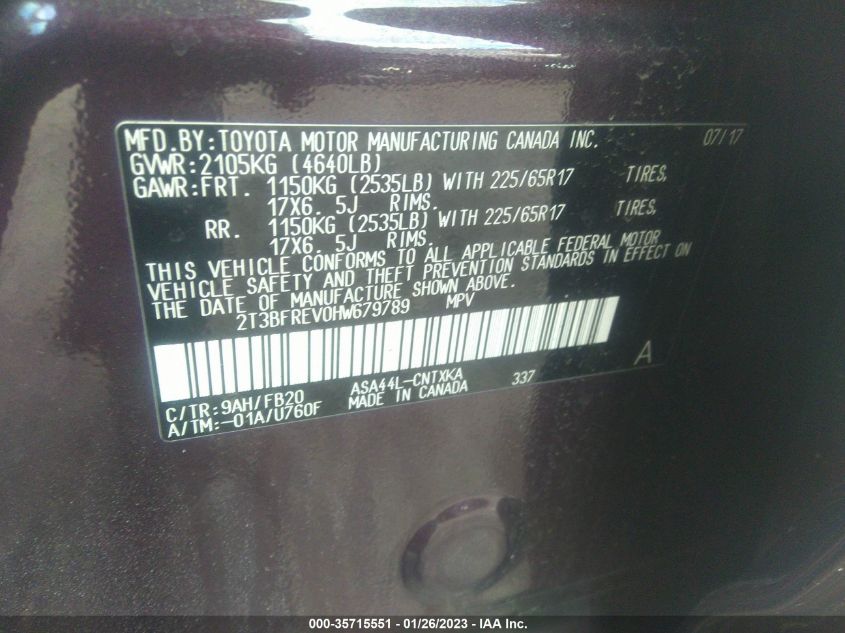 MFD.BY:TOYOTA MOTOR MANUFACTURING CANADA INC. 07/17
GVWR:2105KG (4640LB)
GAWR:FRT. 1150KG (2535LB) WITH 225/65R17 TIRES,
17X6. 5J RIMS.
RR. 1150KG (2535LB) WITH 225/65R17 TIRES,
17X6. 5J RIMS.
THIS VEHICLE CONFORMS TO ALL APPLICABLE FEDERAL MOTOR
VEHICLE SAFETY AND THEFT PREVENTION STANDARDS IN EFFECT ON
THE DATE OF MANUFACTURE SHOWN ABOVE.
2T3BFREV0HW679789 MPV
A
C/TR:9AH/FB20 ASA44L-CNTXKA 337
A/TM:-01A/U760F MADE IN CANADA
000-35715551 - 01/26/2023 - IAA Inc.